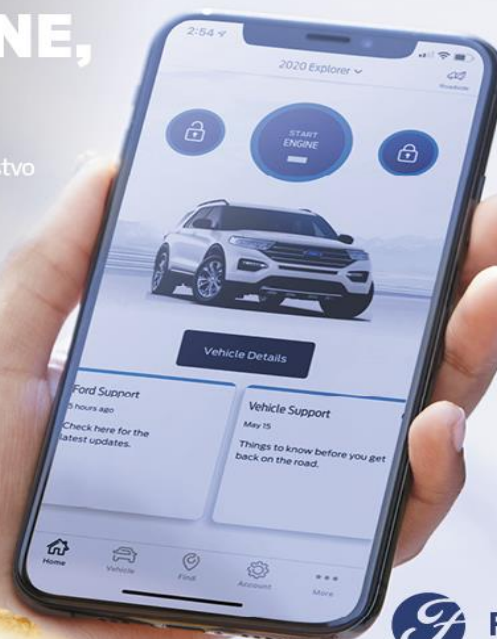 NE,
tvo
2:54
2020 Explorer
Roadside
START
ENGINE
Vehicle Details
Ford Support
5 hours ago
Check here for the
latest updates.
Vehicle Support
May 15
Things to know before you get
back on the road.
Home
Vehicle
Find
Account
More
F